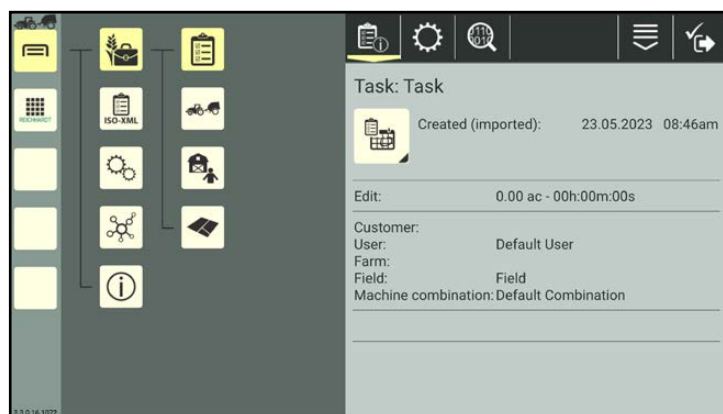 REICHHARDT
ISO-XML
Task: Task
Created (imported): 23.05.2023 08:46am
Edit: 0.00 ac - 00h:00m:00s
Customer:
User: Default User
Farm:
Field: Field
Machine combination: Default Combination